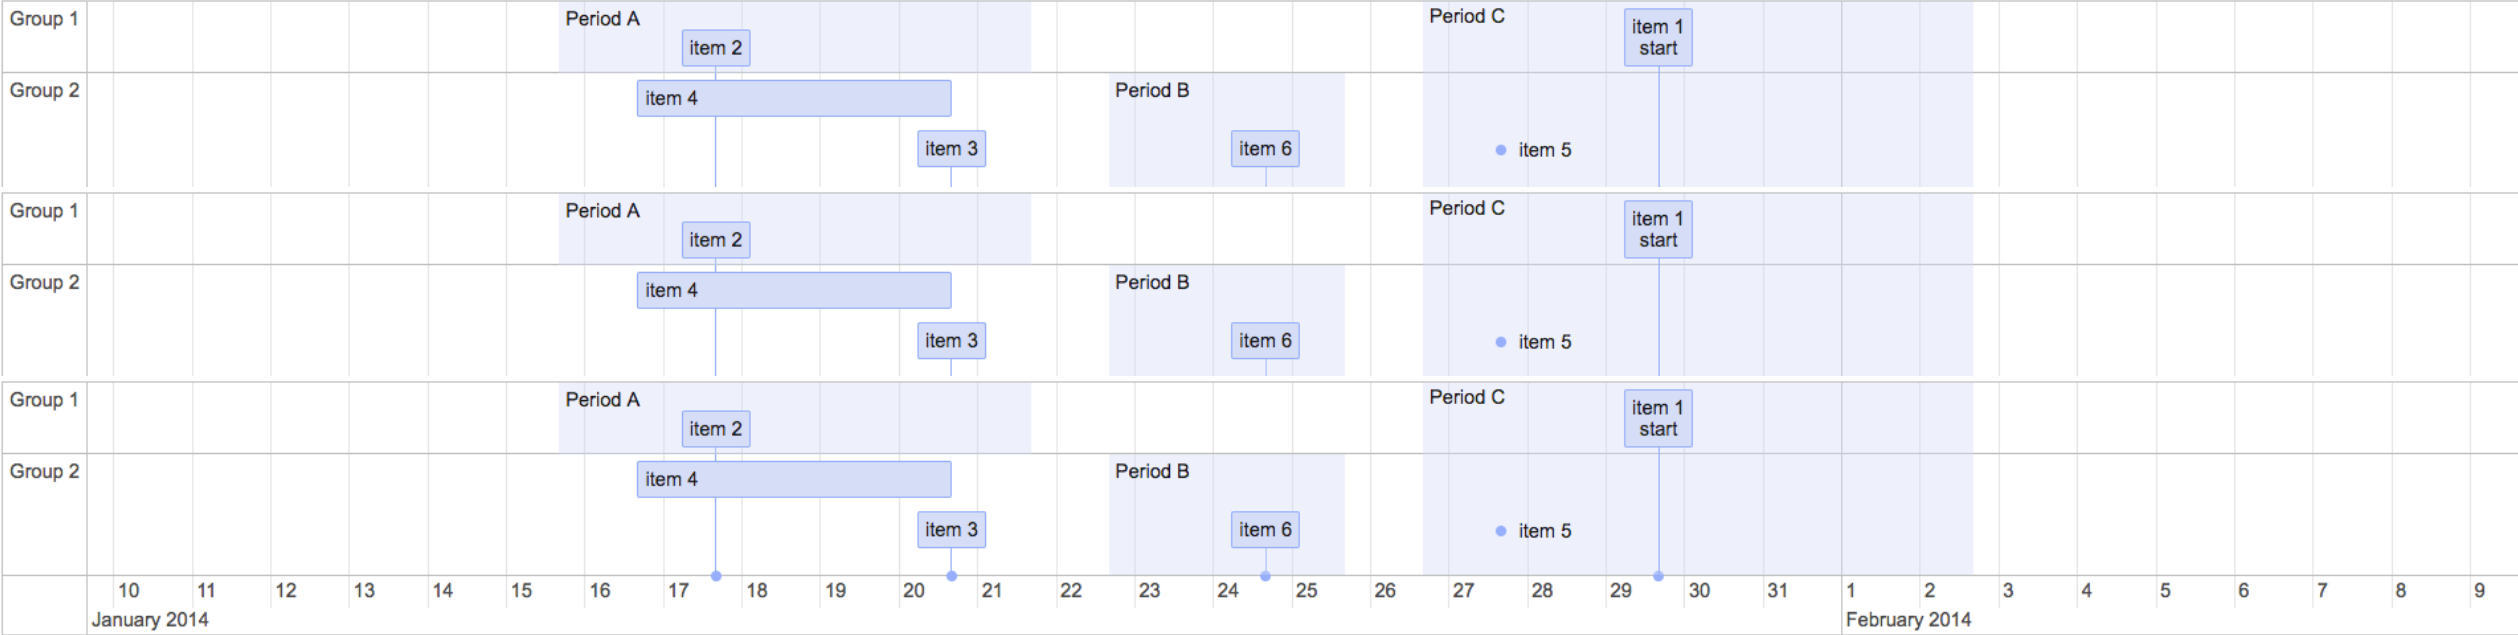 Group 1
Period A
Period C
item 1
start
item 2
Group 2
item 4
Period B
item 3
item 6
item 5
Group 1
Period A
Period C
item 1
start
item 2
Group 2
item 4
Period B
item 3
item 6
item 5
Group 1
Period A
Period C
item 1
start
item 2
Group 2
item 4
Period B
item 3
item 6
item 5
10 11 12 13 14 15 16 17 18 19 20 21 22 23 24 25 26 27 28 29 30 31 1 2 3 4 5 6 7 8 9
January 2014 February 2014